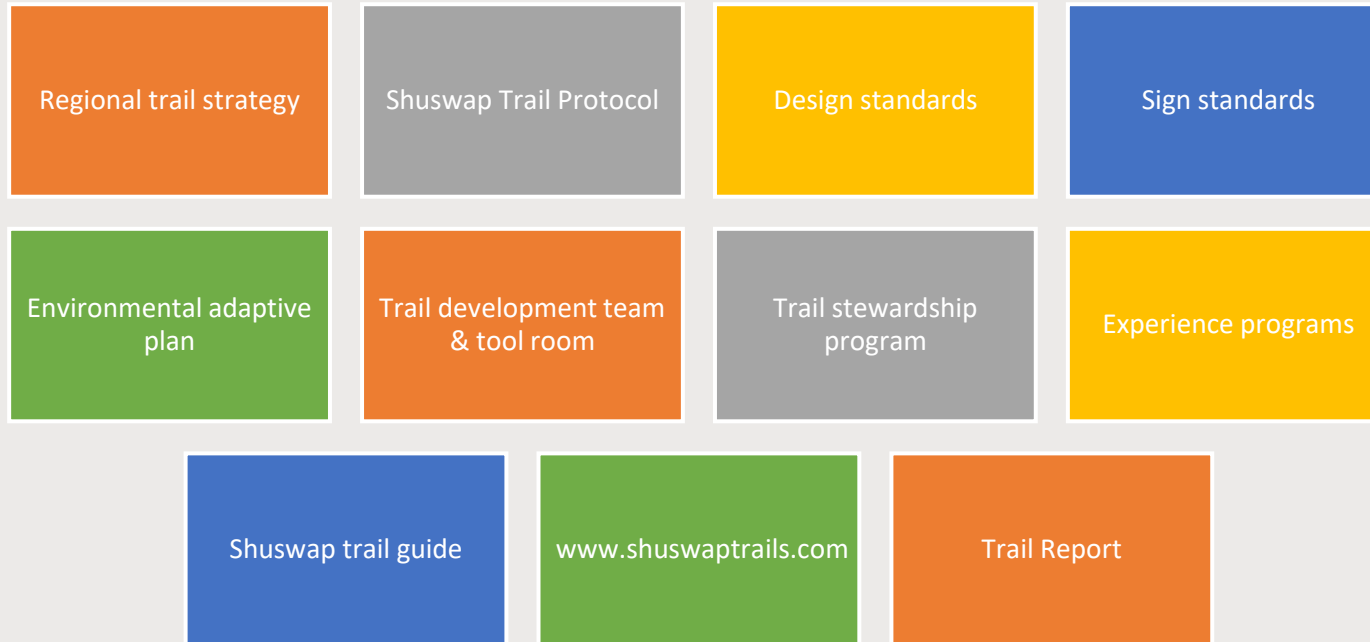 Regional trail strategy
Shuswap Trail Protocol
Design standards
Sign standards
Environmental adaptive
plan
Trail development team
& tool room
Trail stewardship
program
Experience programs
Shuswap trail guide
www.shuswaptrails.com
Trail Report